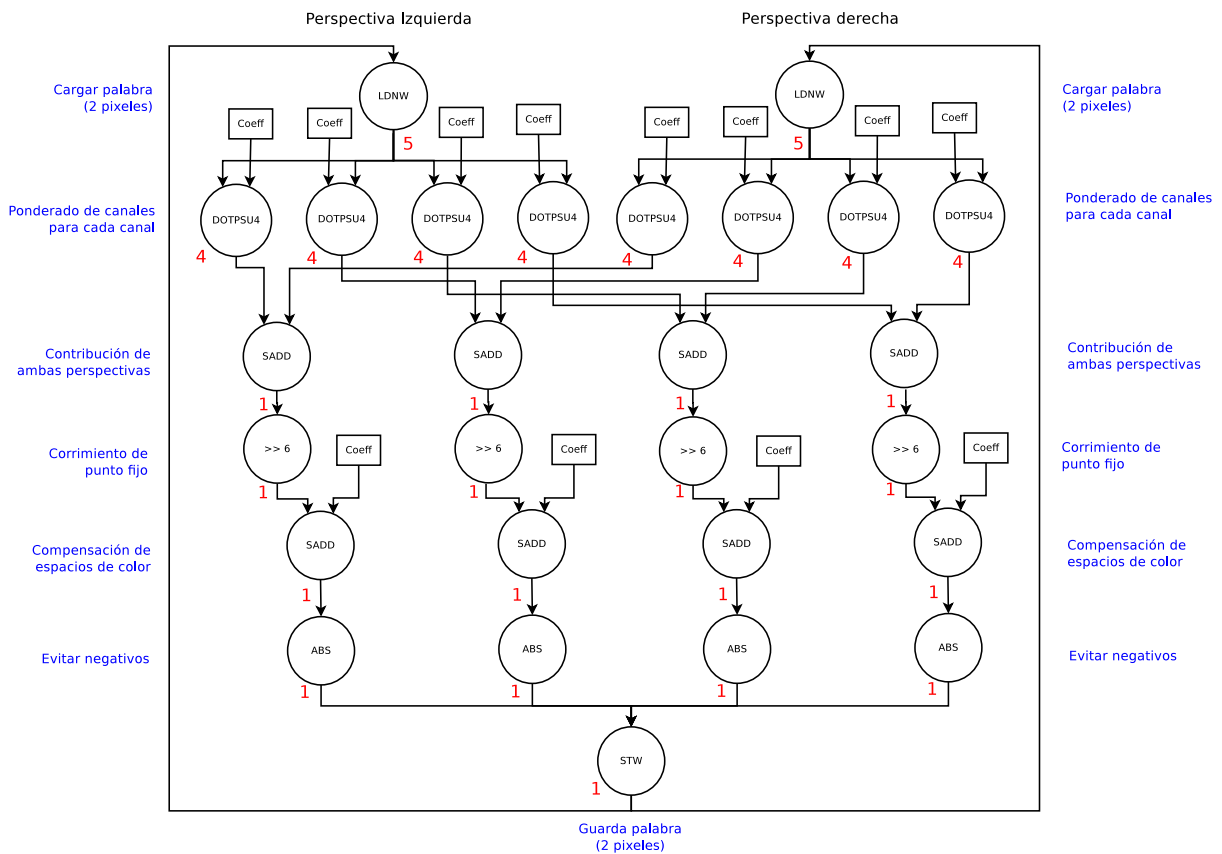 Perspectiva Izquierda
Perspectiva derecha
Cargar palabra
(2 pixeles)
LDNW
LDNW
Cargar palabra
(2 pixeles)
Coeff
Coeff
Coeff
Coeff
Coeff
Coeff
Coeff
Coeff
5
5
Ponderado de canales
para cada canal
DOTPSU4
DOTPSU4
DOTPSU4
DOTPSU4
DOTPSU4
DOTPSU4
DOTPSU4
DOTPSU4
Ponderado de canales
para cada canal
4
4
4
4
4
4
4
4
Contribución de
ambas perspectivas
SADD
SADD
SADD
SADD
Contribución de
ambas perspectivas
1
1
1
1
Corrimiento de
punto fijo
>> 6
Coeff
>> 6
Coeff
>> 6
Coeff
>> 6
Coeff
Corrimiento de
punto fijo
1
1
1
1
Compensación de
espacios de color
SADD
SADD
SADD
SADD
Compensación de
espacios de color
1
1
1
1
Evitar negativos
ABS
ABS
ABS
ABS
Evitar negativos
1
1
1
1
STW
1
Guarda palabra
(2 pixeles)